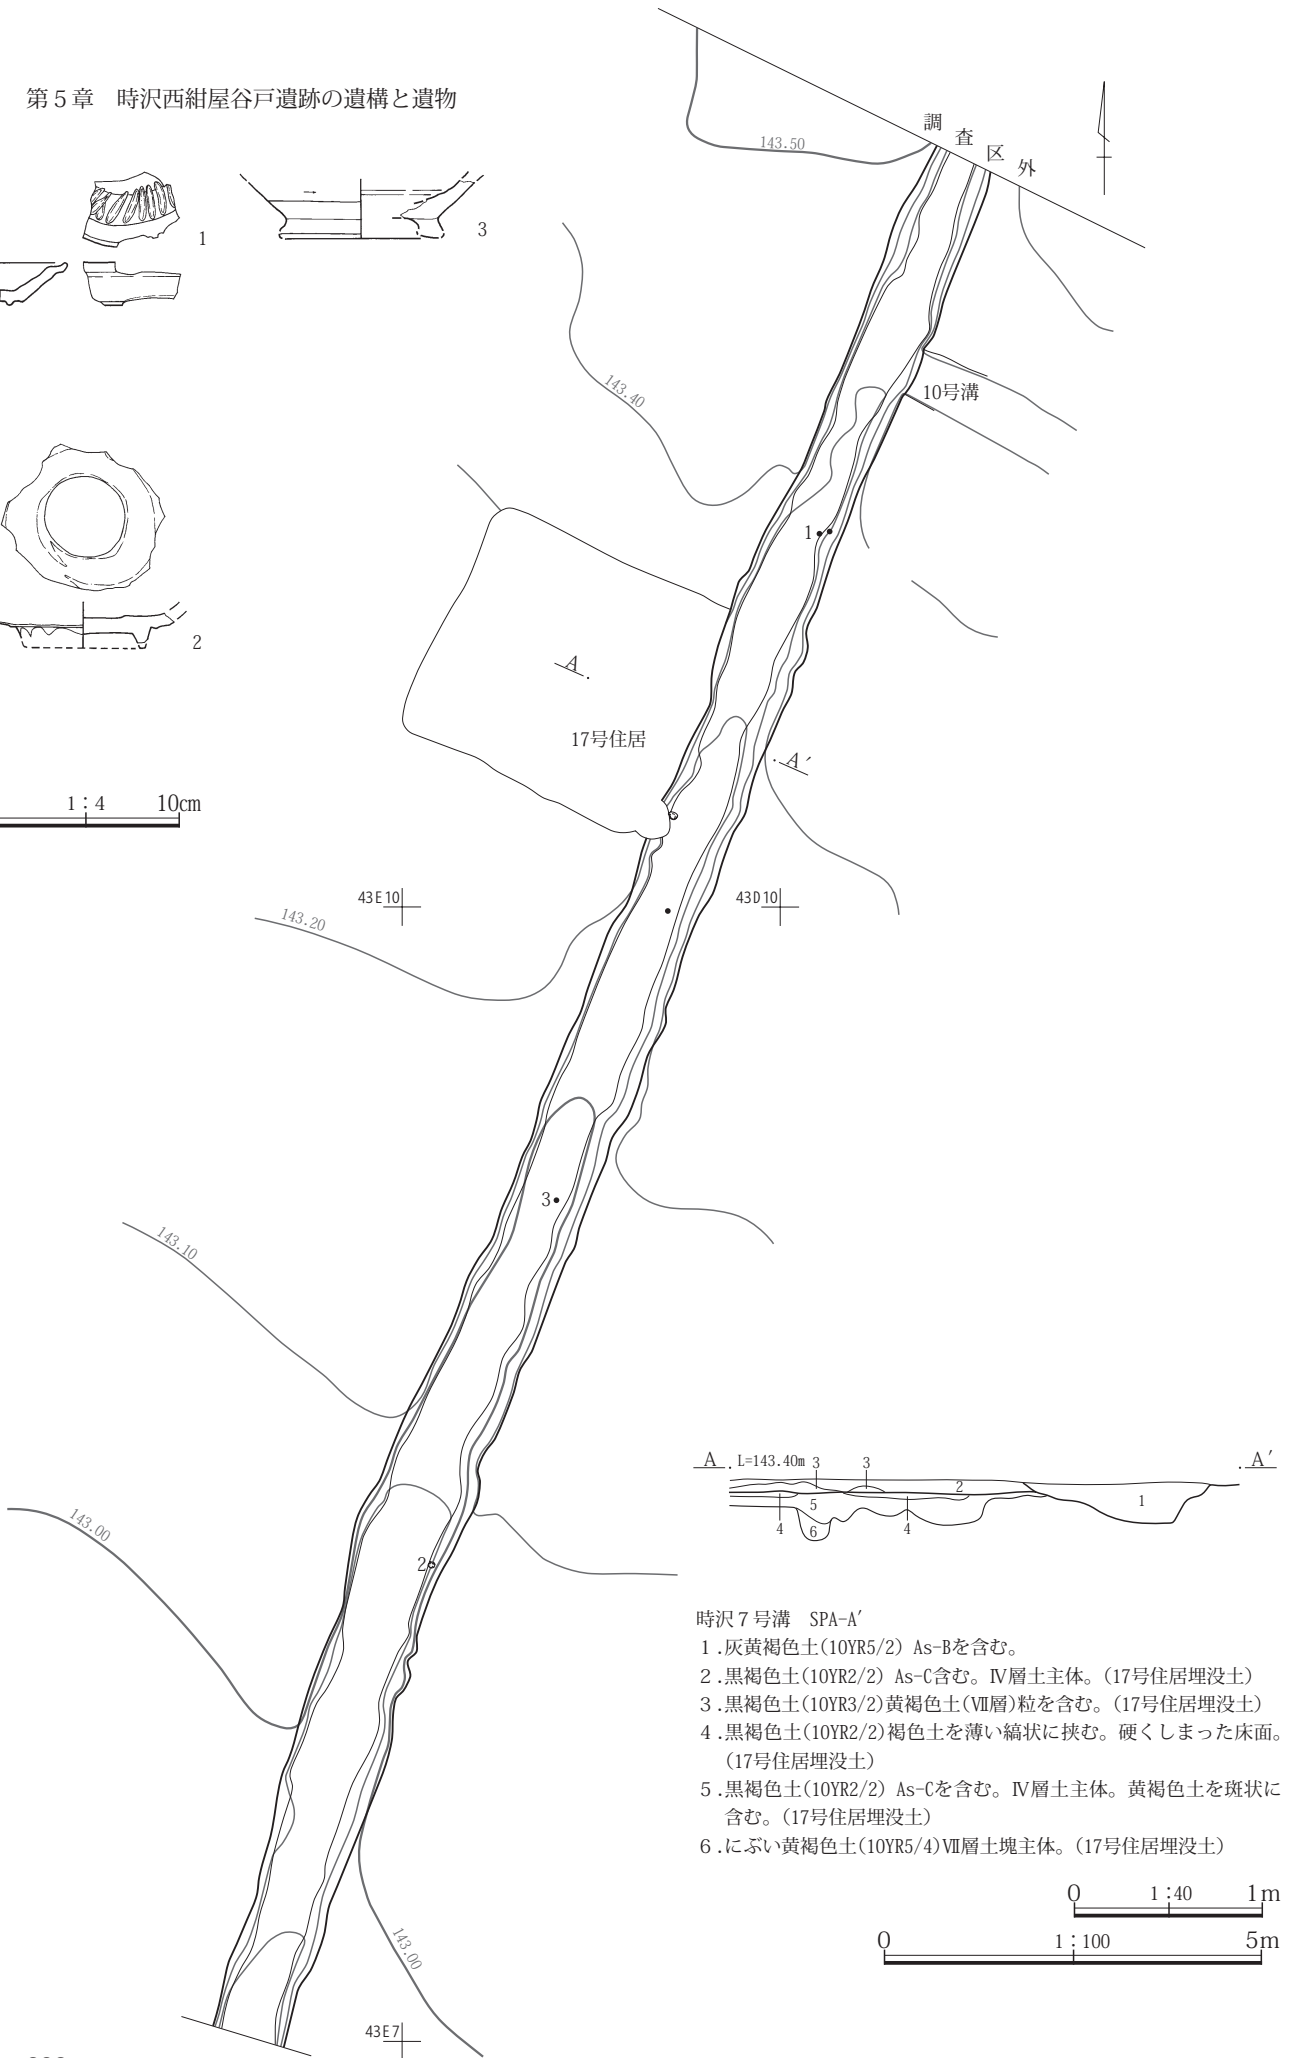 第5章　時沢西紺屋谷戸遺跡の遺構と遺物
調査区外
143.50
1
3
143.40
10号溝
1
2
A
17号住居
A′
1：4　10cm
43E10
43D10
143.20
3
143.10
A　L=143.40m　3　3　A′
2
1
5
4　6　4
143.00
2
時沢７号溝　SPA-A′
１.灰黄褐色土(10YR5/2) As-Bを含む。
２.黒褐色土(10YR2/2) As-C含む。Ⅳ層土主体。(17号住居埋没土)
３.黒褐色土(10YR3/2)黄褐色土(Ⅶ層)粒を含む。(17号住居埋没土)
４.黒褐色土(10YR2/2)褐色土を薄い縞状に挟む。硬くしまった床面。
(17号住居埋没土)
５.黒褐色土(10YR2/2) As-Cを含む。Ⅳ層土主体。黄褐色土を斑状に
含む。(17号住居埋没土)
６.にぶい黄褐色土(10YR5/4)Ⅶ層土塊主体。(17号住居埋没土)
0　1：40　1m
0　1：100　5m
143.00
43E7